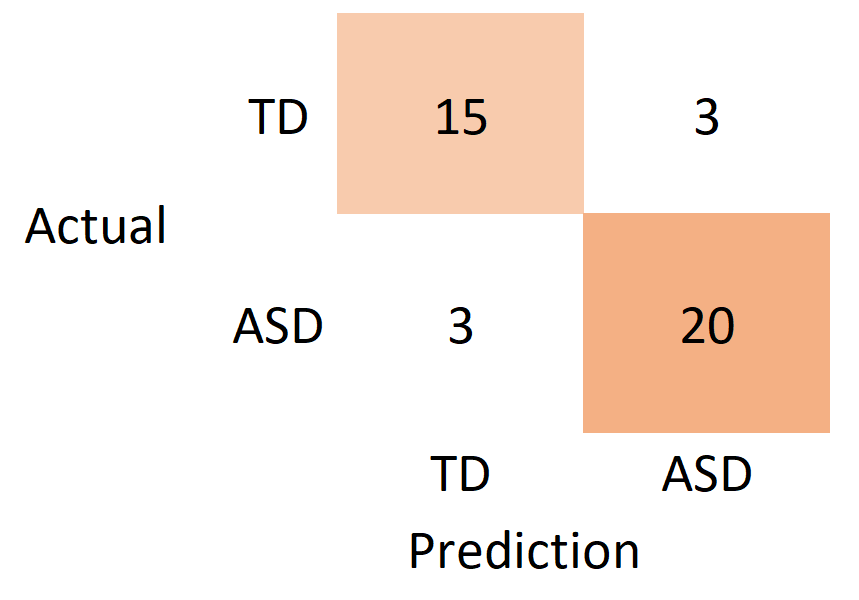 TD 15 3
Actual
ASD 3 20
TD ASD
Prediction